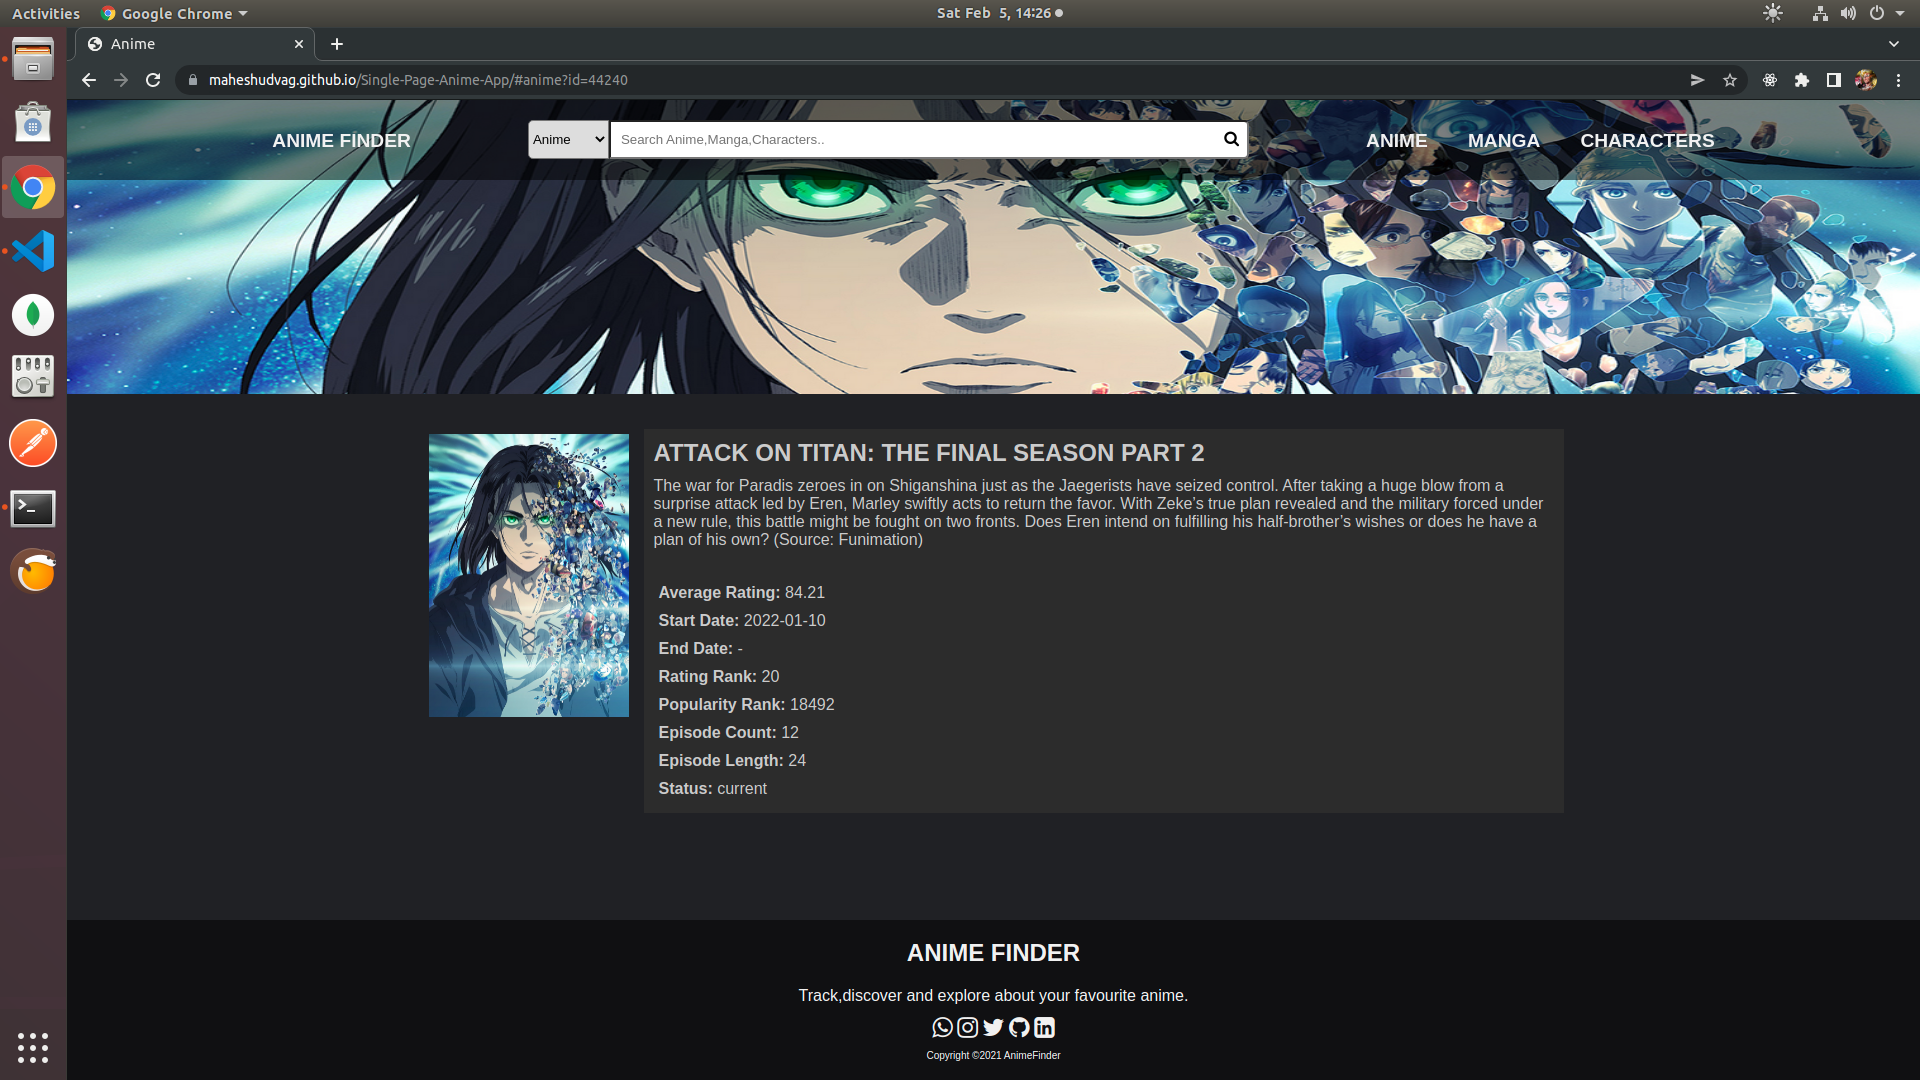 Activities Google Chrome Sat Feb 5, 14:26
Anime
maheshudvag.github.io/Single-Page-Anime-App/#anime?id=44240
ANIME FINDER Anime Search Anime,Manga,Characters.. ANIME MANGA CHARACTERS
ATTACK ON TITAN: THE FINAL SEASON PART 2
The war for Paradis zeroes in on Shiganshina just as the Jaegerists have seized control. After taking a huge blow from a
surprise attack led by Eren, Marley swiftly acts to return the favor. With Zeke’s true plan revealed and the military forced under
a new rule, this battle might be fought on two fronts. Does Eren intend on fulfilling his half-brother’s wishes or does he have a
plan of his own? (Source: Funimation)
Average Rating: 84.21
Start Date: 2022-01-10
End Date: -
Rating Rank: 20
Popularity Rank: 18492
Episode Count: 12
Episode Length: 24
Status: current
ANIME FINDER
Track,discover and explore about your favourite anime.
Copyright ©2021 AnimeFinder